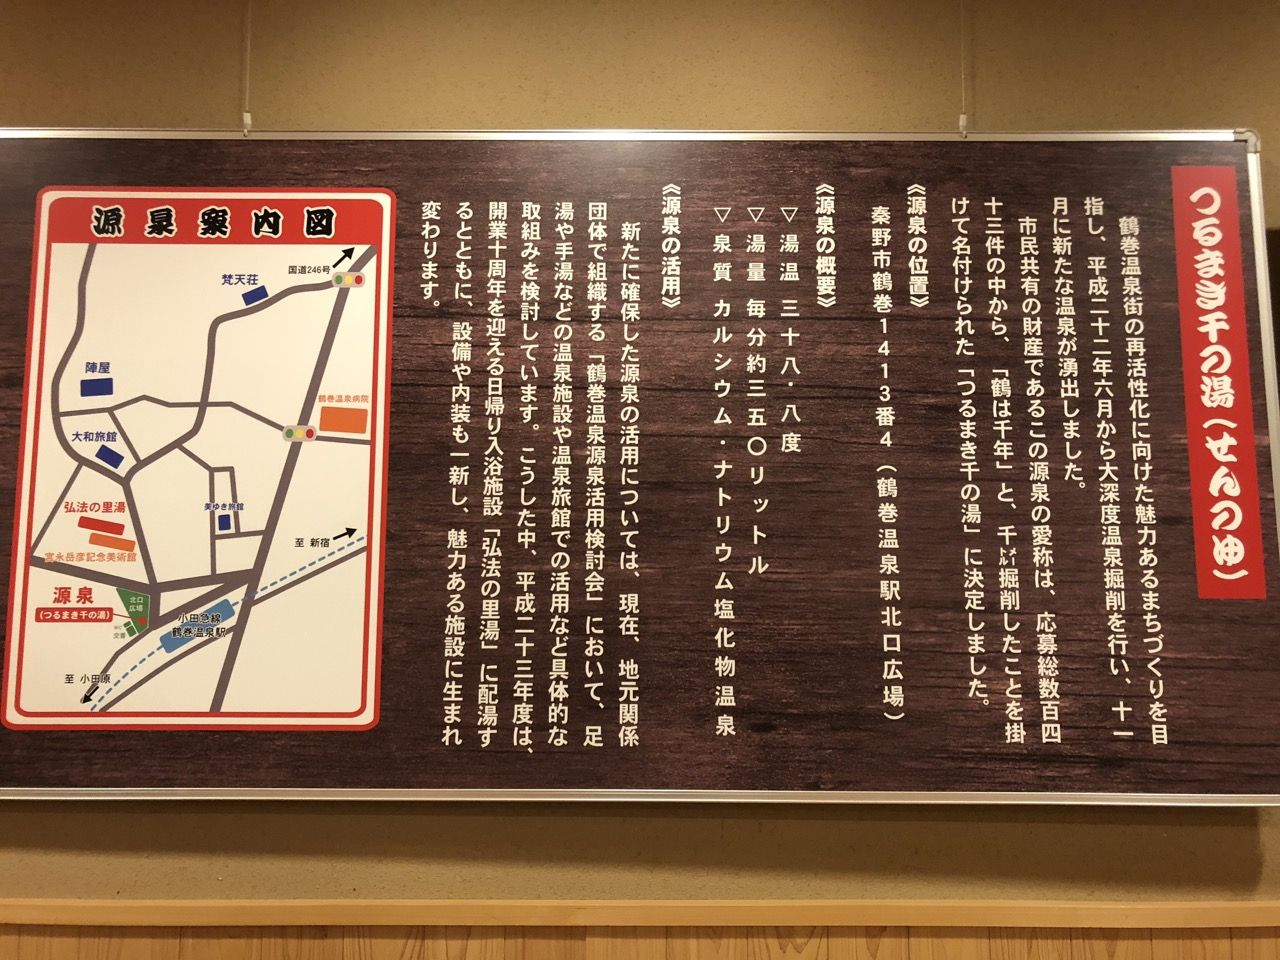 つるまき千の湯(せんのゆ)
鶴巻温泉街の再活性化に向けた魅力あるまちづくりを目
指し、平成二十二年六月から大深度温泉掘削を行い、十一
月に新たな温泉が湧出しました。
市民共有の財産であるこの源泉の愛称は、応募総数百四
十三件の中から、「鶴は千年」と、千㍍掘削したことを掛
けて名付けられた「つるまき千の湯」に決定しました。
《源泉の位置》
秦野市鶴巻1413番4(鶴巻温泉駅北口広場)
《源泉の概要》
▽湯温 三十八・八度
▽湯量 毎分約三五〇リットル
▽泉質 カルシウム・ナトリウム塩化物温泉
《源泉の活用》
新たに確保した源泉の活用については、現在、地元関係
団体で組織する「鶴巻温泉源泉活用検討会」において、足
湯や手湯などの温泉施設や温泉旅館での活用など具体的な
取組みを検討しています。こうした中、平成二十三年度は、
開業十周年を迎える日帰り入浴施設「弘法の里湯」に配湯す
るとともに、設備や内装も一新し、魅力ある施設に生まれ
変わります。
源泉案内図
国道246号
梵天荘
陣屋
鶴巻温泉病院
大和旅館
弘法の里湯
美ゆき旅館
宮永岳彦記念美術館
至 新宿
源泉
(つるまき千の湯)
北口
広場
WC
交番
小田急線
鶴巻温泉駅
至 小田原